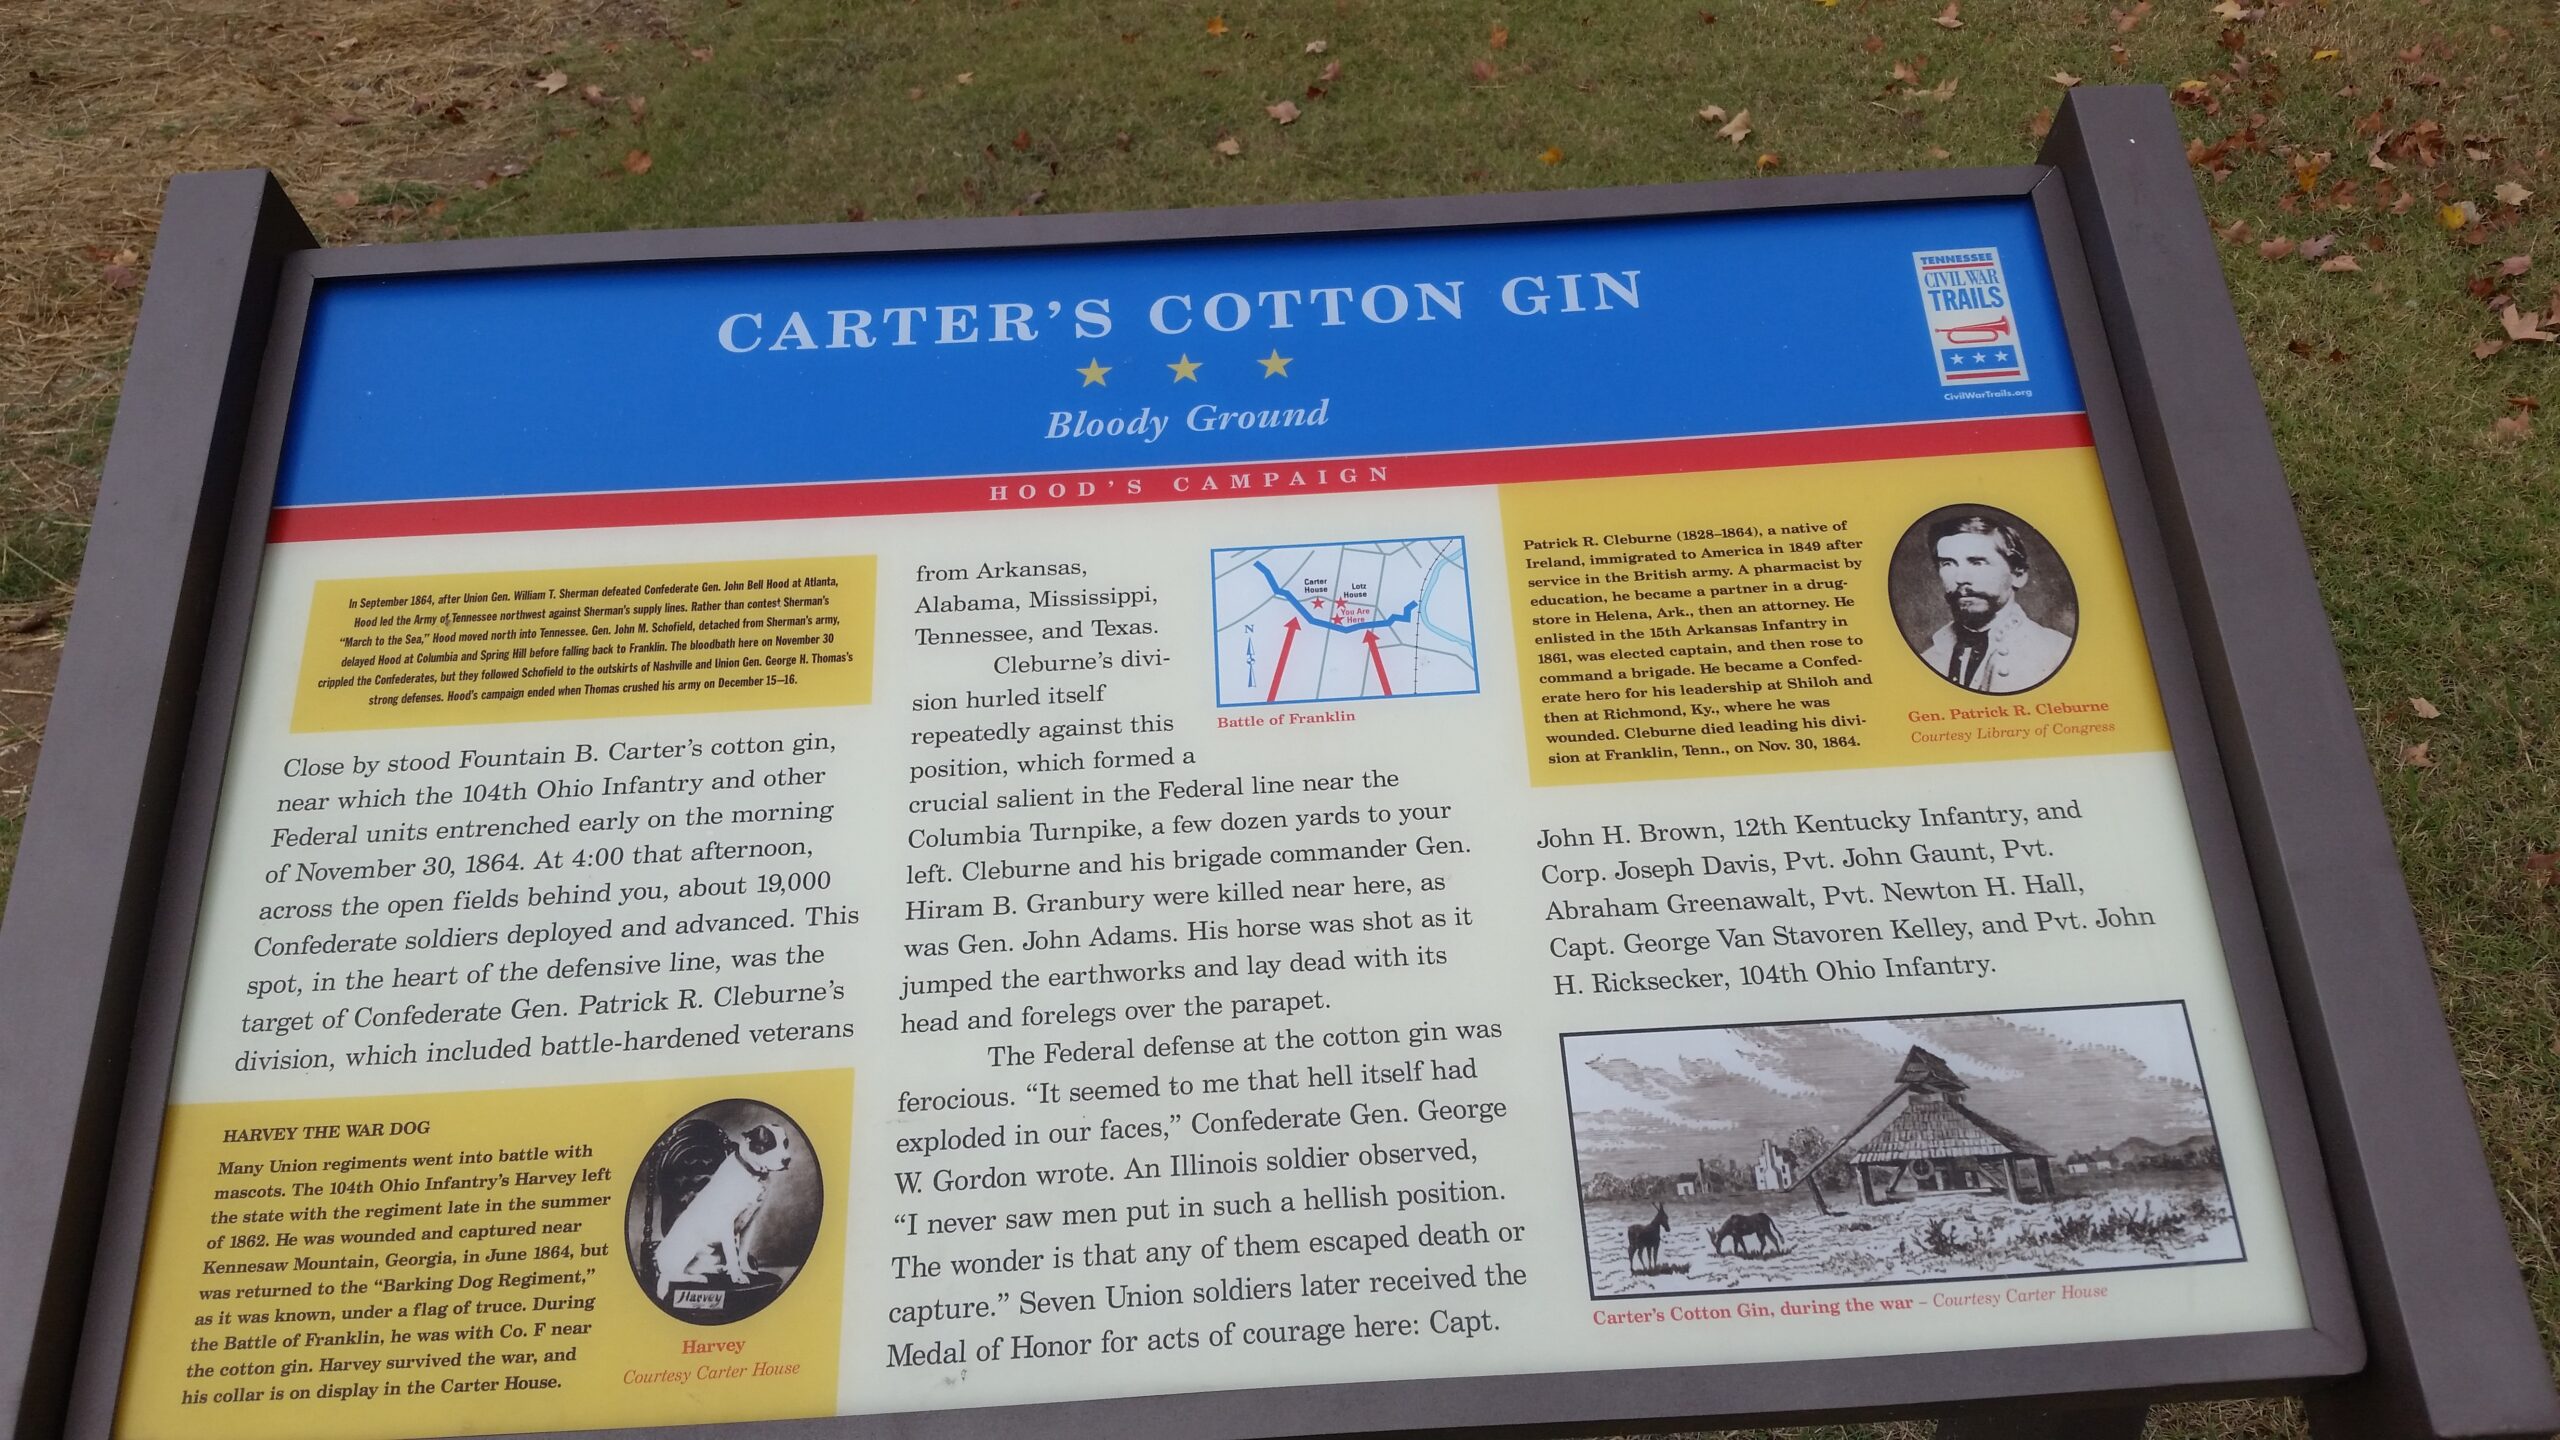 CARTER'S COTTON GIN
Bloody Ground
HOOD'S CAMPAIGN
TENNESSEE
CIVIL WAR
TRAILS
CivilWarTrails.org
In September 1864, after Union Gen. William T. Sherman defeated Confederate Gen. John Bell Hood at Atlanta,
Hood led the Army of Tennessee northwest against Sherman's supply lines. Rather than contest Sherman's
“March to the Sea,” Hood moved north into Tennessee. Gen. John M. Schofield, detached from Sherman's army,
delayed Hood at Columbia and Spring Hill before falling back to Franklin. The bloodbath here on November 30
crippled the Confederates, but they followed Schofield to the outskirts of Nashville and Union Gen. George H. Thomas's
strong defenses. Hood's campaign ended when Thomas crushed his army on December 15–16.
Close by stood Fountain B. Carter's cotton gin,
near which the 104th Ohio Infantry and other
Federal units entrenched early on the morning
of November 30, 1864. At 4:00 that afternoon,
across the open fields behind you, about 19,000
Confederate soldiers deployed and advanced. This
spot, in the heart of the defensive line, was the
target of Confederate Gen. Patrick R. Cleburne's
division, which included battle-hardened veterans
HARVEY THE WAR DOG
Many Union regiments went into battle with
mascots. The 104th Ohio Infantry's Harvey left
the state with the regiment late in the summer
of 1862. He was wounded and captured near
Kennesaw Mountain, Georgia, in June 1864, but
was returned to the “Barking Dog Regiment,”
as it was known, under a flag of truce. During
the Battle of Franklin, he was with Co. F near
the cotton gin. Harvey survived the war, and
his collar is on display in the Carter House.
Harvey
Harvey
Courtesy Carter House
from Arkansas,
Alabama, Mississippi,
Tennessee, and Texas.
Cleburne's divi-
sion hurled itself
repeatedly against this
position, which formed a
crucial salient in the Federal line near the
Columbia Turnpike, a few dozen yards to your
left. Cleburne and his brigade commander Gen.
Hiram B. Granbury were killed near here, as
was Gen. John Adams. His horse was shot as it
jumped the earthworks and lay dead with its
head and forelegs over the parapet.
The Federal defense at the cotton gin was
ferocious. “It seemed to me that hell itself had
exploded in our faces,” Confederate Gen. George
W. Gordon wrote. An Illinois soldier observed,
“I never saw men put in such a hellish position.
The wonder is that any of them escaped death or
capture.” Seven Union soldiers later received the
Medal of Honor for acts of courage here: Capt.
Carter
House
Lotz
House
You Are
Here
N
Battle of Franklin
Patrick R. Cleburne (1828–1864), a native of
Ireland, immigrated to America in 1849 after
service in the British army. A pharmacist by
education, he became a partner in a drug-
store in Helena, Ark., then an attorney. He
enlisted in the 15th Arkansas Infantry in
1861, was elected captain, and then rose to
command a brigade. He became a Confed-
erate hero for his leadership at Shiloh and
then at Richmond, Ky., where he was
wounded. Cleburne died leading his divi-
sion at Franklin, Tenn., on Nov. 30, 1864.
Gen. Patrick R. Cleburne
Courtesy Library of Congress
John H. Brown, 12th Kentucky Infantry, and
Corp. Joseph Davis, Pvt. John Gaunt, Pvt.
Abraham Greenawalt, Pvt. Newton H. Hall,
Capt. George Van Stavoren Kelley, and Pvt. John
H. Ricksecker, 104th Ohio Infantry.
Carter's Cotton Gin, during the war – Courtesy Carter House